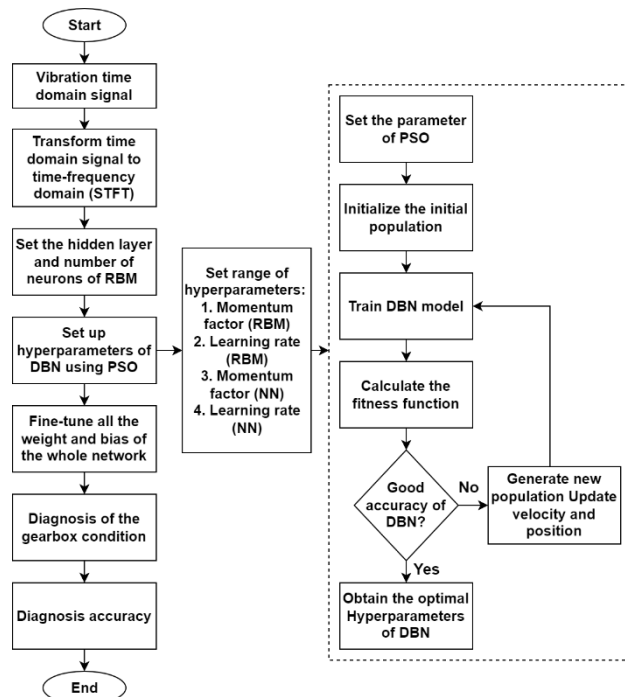 Start
Vibration time
domain signal
Transform time
domain signal to
time-frequency
domain (STFT)
Set the hidden layer
and number of
neurons of RBM
Set up
hyperparameters of
DBN using PSO
Fine-tune all the
weight and bias of
the whole network
Diagnosis of the
gearbox condition
Diagnosis accuracy
End
Set range of
hyperparameters:
1. Momentum
factor (RBM)
2. Learning rate
(RBM)
3. Momentum
factor (NN)
4. Learning rate
(NN)
Set the parameter
of PSO
Initialize the initial
population
Train DBN model
Calculate the
fitness function
Good
accuracy of
DBN?
No
Generate new
population Update
velocity and
position
Yes
Obtain the optimal
Hyperparameters
of DBN